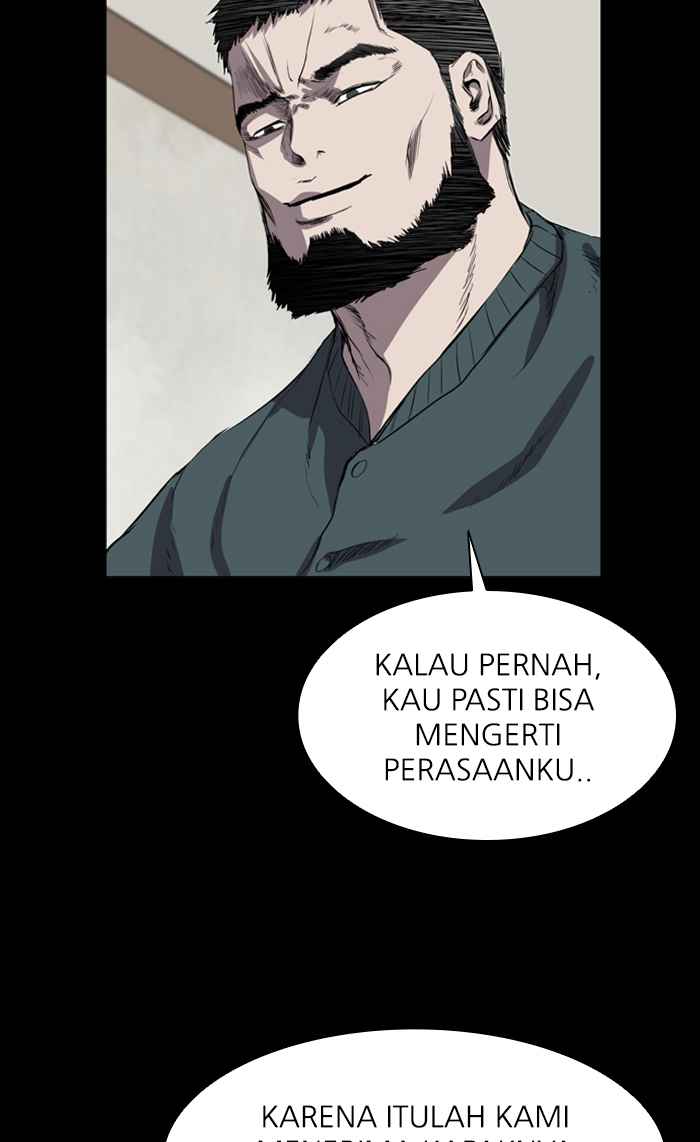 KALAU PERNAH,
KAU PASTI BISA
MENGERTI
PERASAANKU..
KARENA ITULAH KAMI